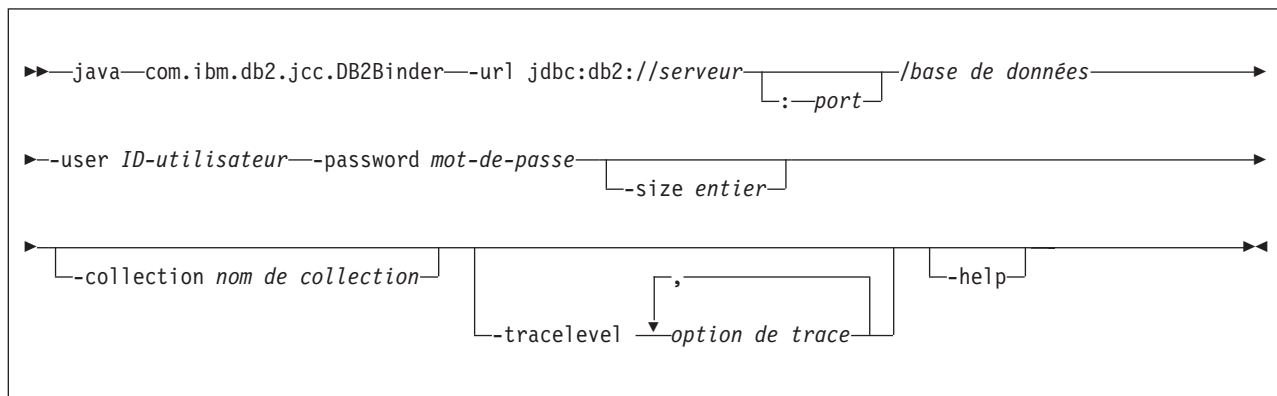 java com.ibm.db2.jcc.DB2Binder -url jdbc:db2://serveur /base de données
: port
-user ID-utilisateur -password mot-de-passe
-size entier
-collection nom de collection
,
-help
-tracelevel option de trace